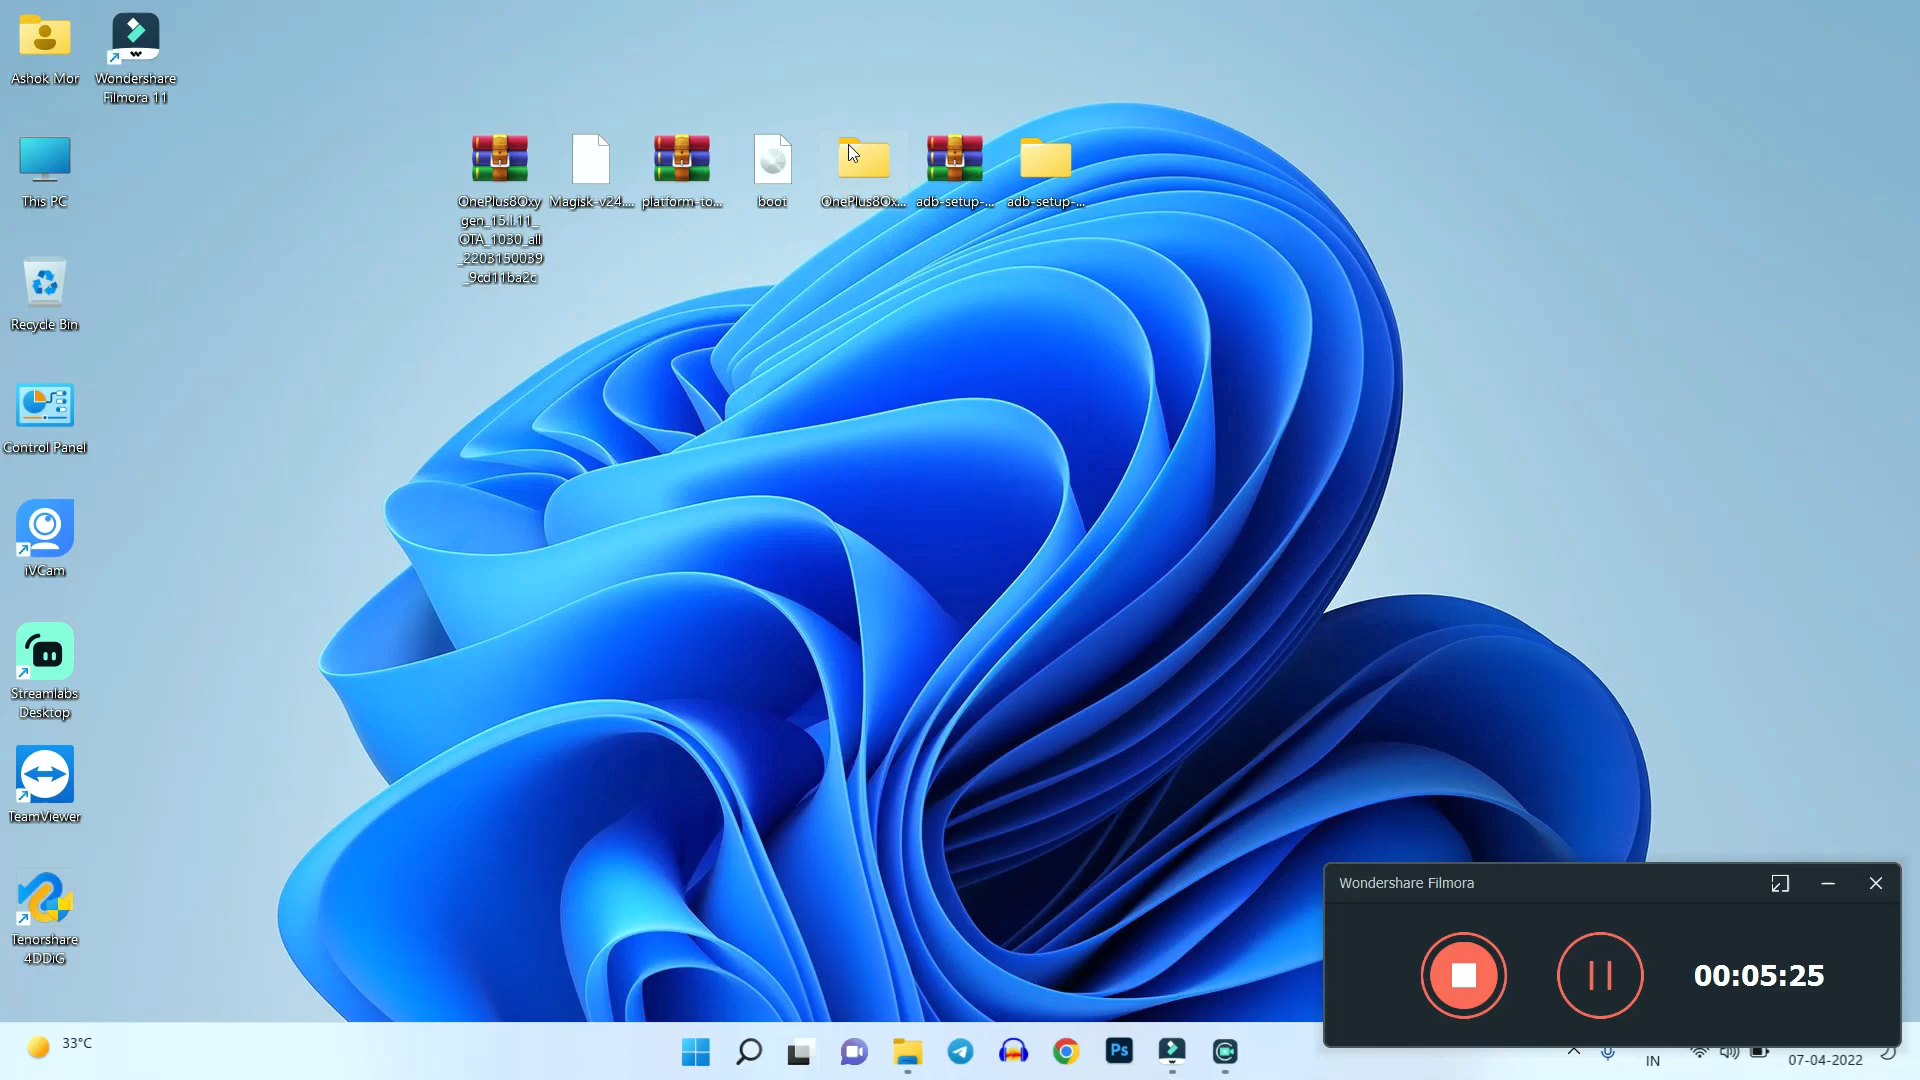 Ashok Mor
Wondershare
Filmora 11
This PC
Recycle Bin
Control Panel
iVCam
Streamlabs
Desktop
TeamViewer
Tenorshare
4DDiG
OnePlus8Oxy
gen_15.I.11_
OTA_1030_all
_2203150039
_9cd11ba2c
Magisk-v24....
platform-to...
boot
OnePlus8Ox...
adb-setup-...
adb-setup-...
Wondershare Filmora
00:05:25
33°C
Ps
IN
07-04-2022